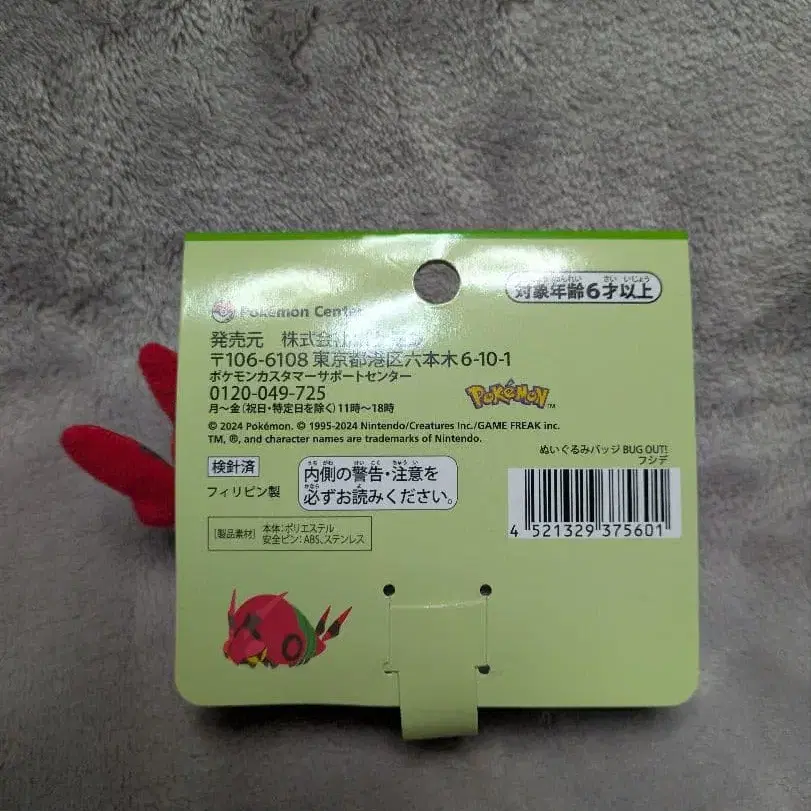 Pokémon Center
対象年齢6才以上
発売元 株式会社
〒106-6108 東京都港区六本木6-10-1
ポケモンカスタマーサポートセンター
0120-049-725
月～金(祝日・特定日を除く)11時～18時
POKÉMON™
© 2024 Pokémon. © 1995-2024 Nintendo/Creatures Inc./GAME FREAK inc.
TM, ®, and character names are trademarks of Nintendo.
ぬいぐるみバッジ BUG OUT!
フシデ
検針済
フィリピン製
内側の警告・注意を
必ずお読みください。
4 521329 375601
[製品素材] 本体:ポリエステル
安全ピン:ABS、ステンレス